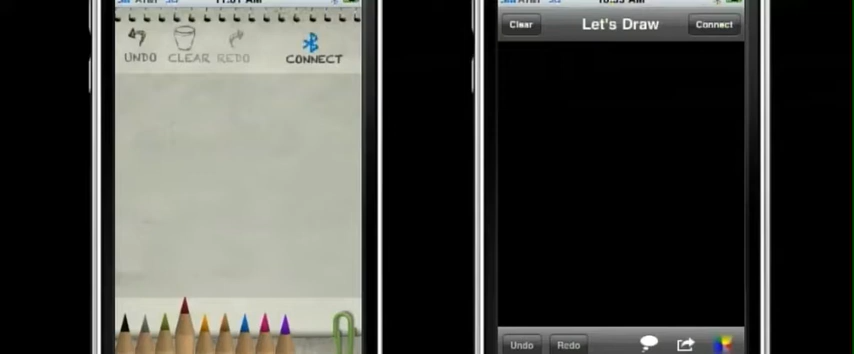 Clear
Let's Draw
Connect
UNDO
CLEAR
REDO
CONNECT
Undo
Redo